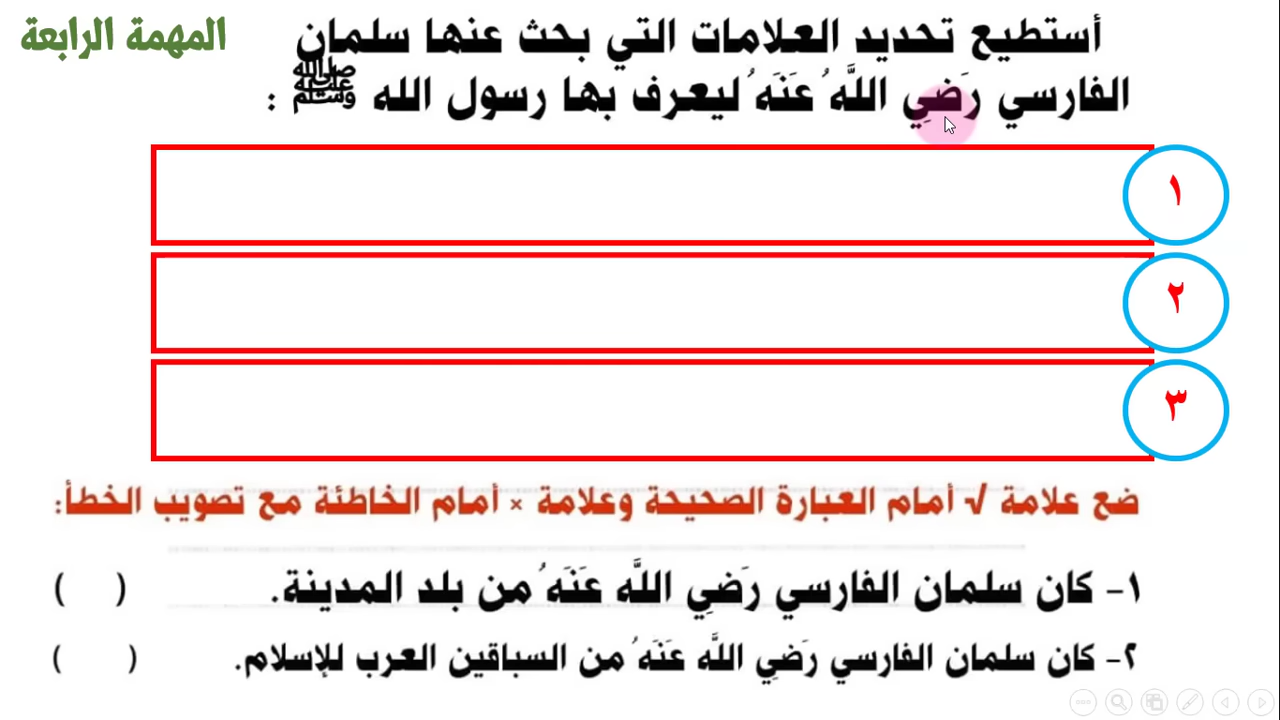 المهمة الرابعة
أستطيع تحديد العلامات التي بحث عنها سلمان
الفارسي رَضِي اللَّه ُ عَنَه ُ ليعرف بها رسول الله ﷺ :
١
٢
٣
ضع علامة √ أمام العبارة الصحيحة وعلامة × أمام الخاطئة مع تصويب الخطأ:
١- كان سلمان الفارسي رَضِي اللَّه عَنَه ُ من بلد المدينة. ( )
٢- كان سلمان الفارسي رَضِي اللَّه عَنَه ُ من السباقين العرب للإسلام. ( )